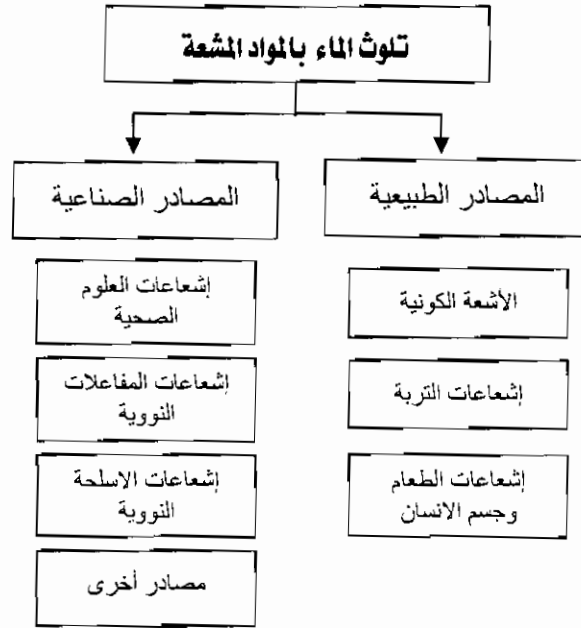 تلوث الماء بالمواد المشعة
المصادر الطبيعية
الأشعة الكونية
إشعاعات التربة
إشعاعات الطعام
وجسم الانسان
المصادر الصناعية
إشعاعات العلوم
الصحية
إشعاعات المفاعلات
النووية
إشعاعات الاسلحة
النووية
مصادر أخرى